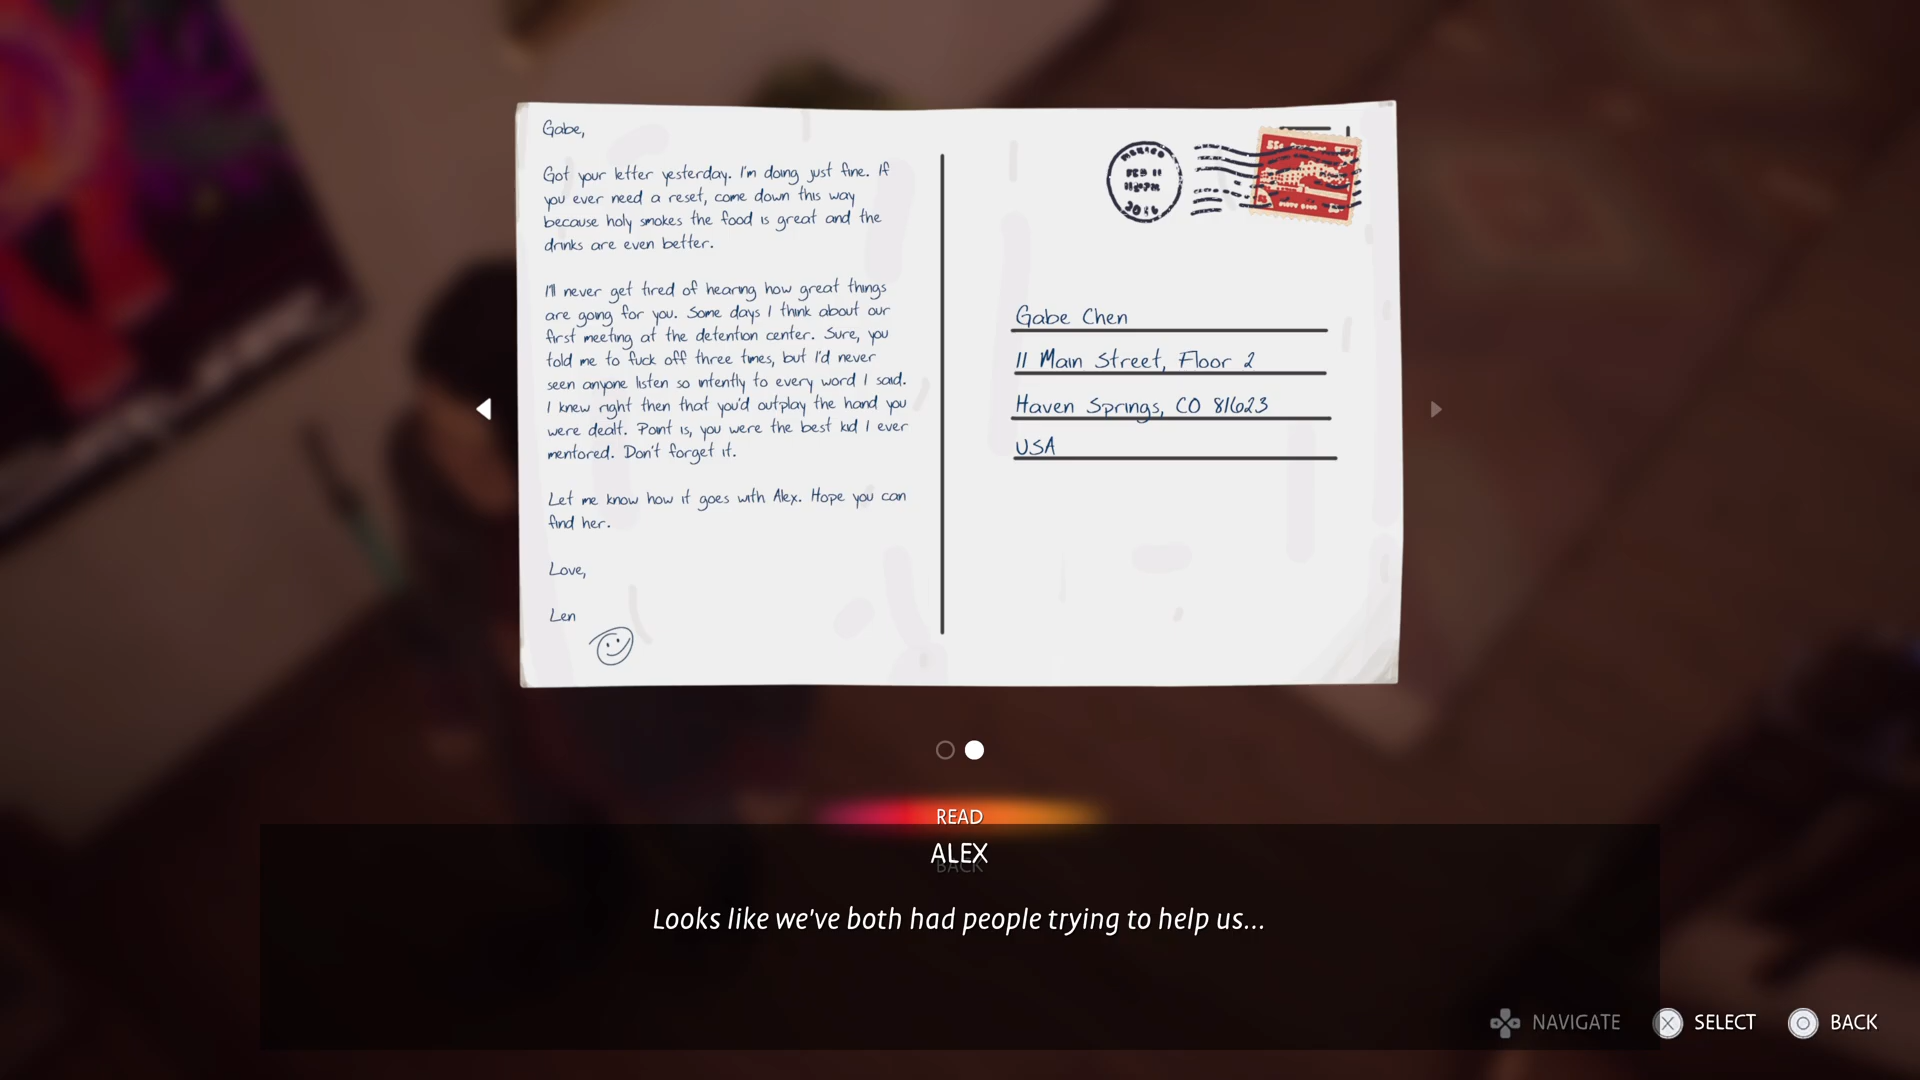 Gabe,
Got your letter yesterday. I'm doing just fine. If
you ever need a reset, come down this way
because holy smokes the food is great and the
drinks are even better.
I'll never get tired of hearing how great things
are going for you. Some days I think about our
first meeting at the detention center. Sure, you
told me to fuck off three times, but I'd never
seen anyone listen so intently to every word I said.
I knew right then that you'd outplay the hand you
were dealt. Point is, you were the best kid I ever
mentored. Don't forget it.
Let me know how it goes with Alex. Hope you can
find her.
Love,
Len
MEXICO
FEB 11
55c
Gabe Chen
11 Main Street, Floor 2
Haven Springs, CO 81623
USA
READ
ALEX
BACK
Looks like we've both had people trying to help us...
NAVIGATE
SELECT
BACK